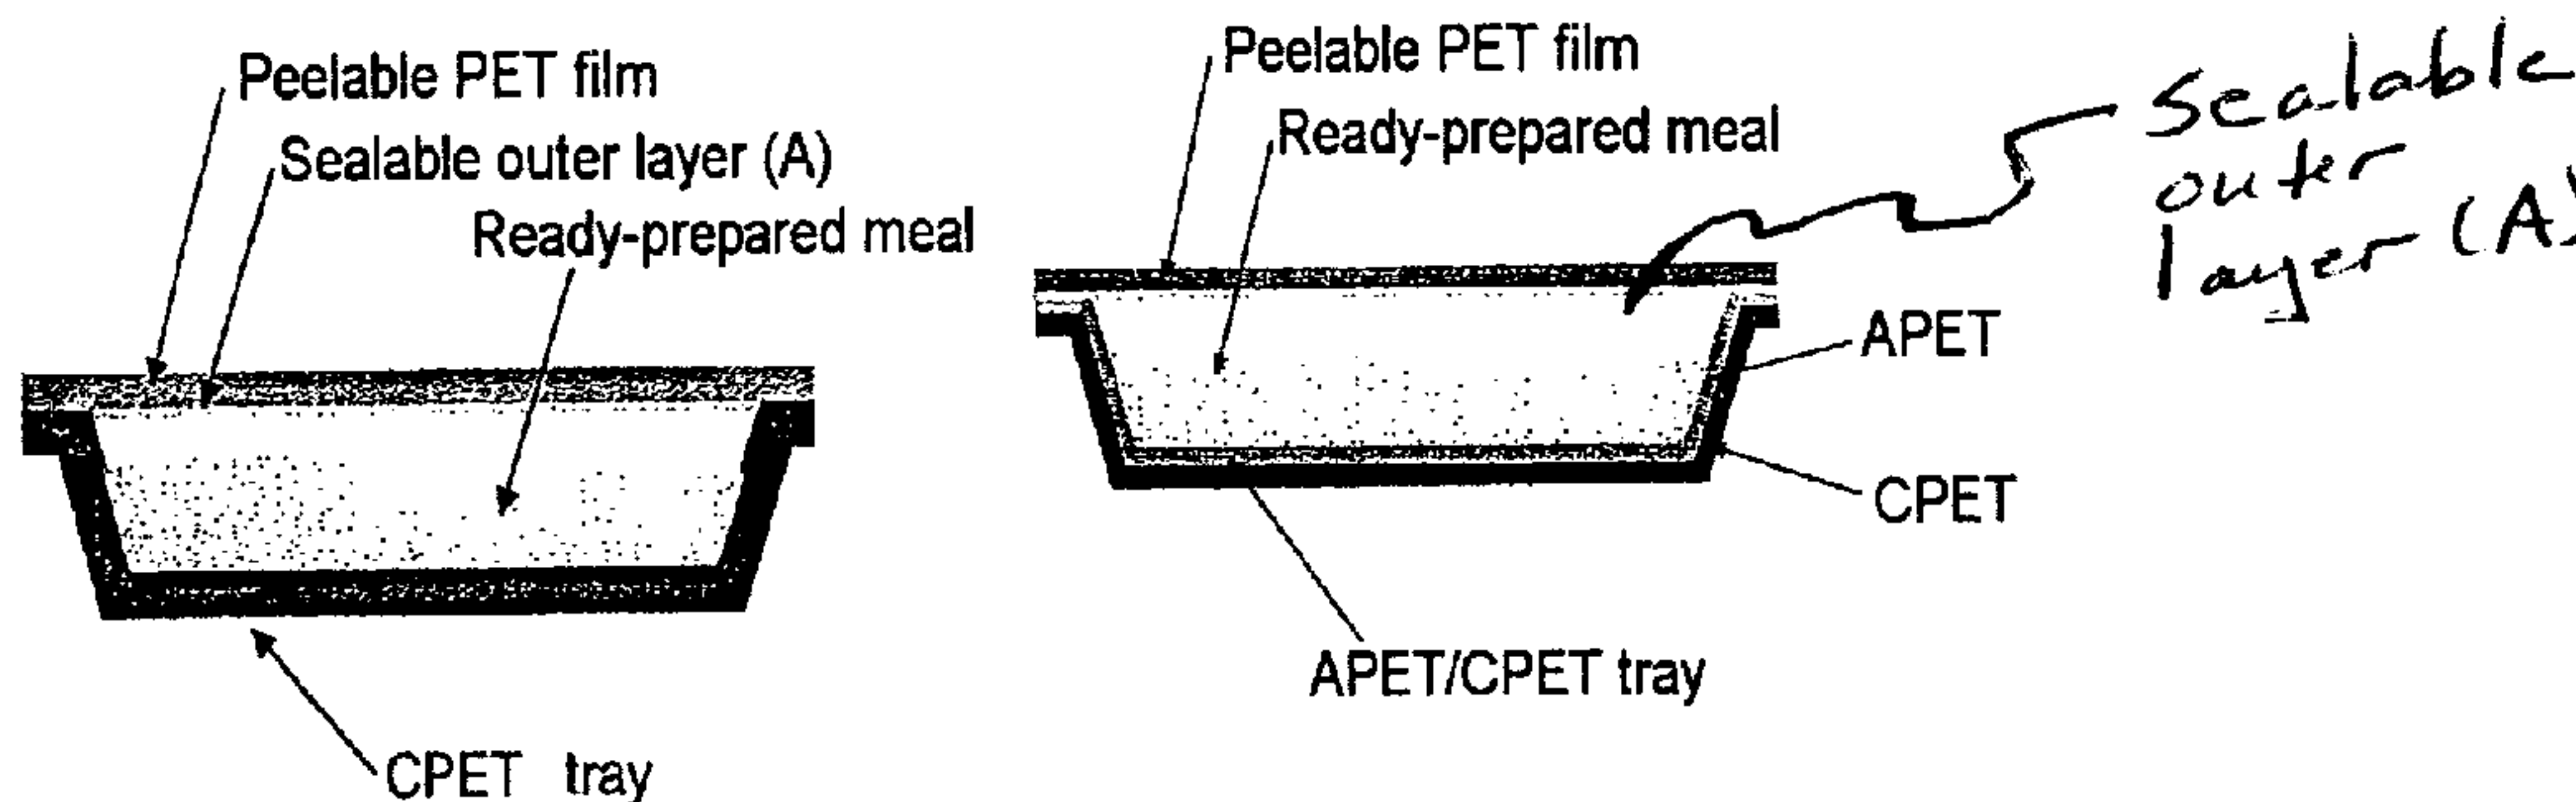 Peelable PET film
Sealable outer layer (A)
Ready-prepared meal
CPET tray
Peelable PET film
Ready-prepared meal
Sealable
outer
layer (A)
APET
CPET
APET/CPET tray